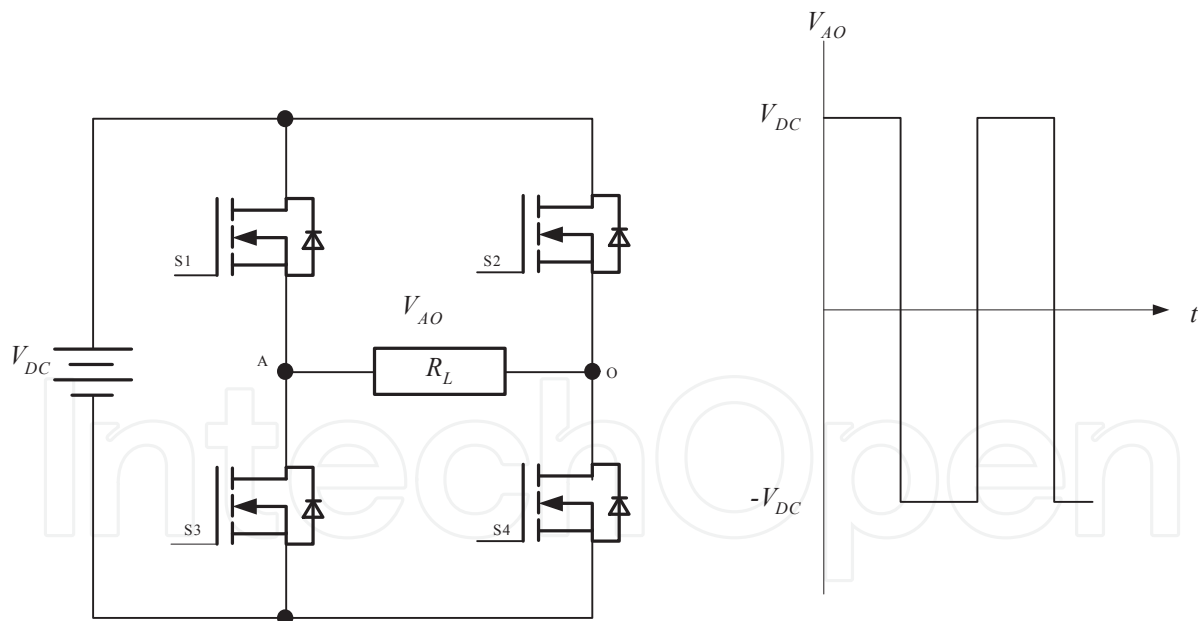 V_AO
V_DC
S1
S2
V_AO
t
V_DC
A
R_L
O
-V_DC
S3
S4
IntechOpen